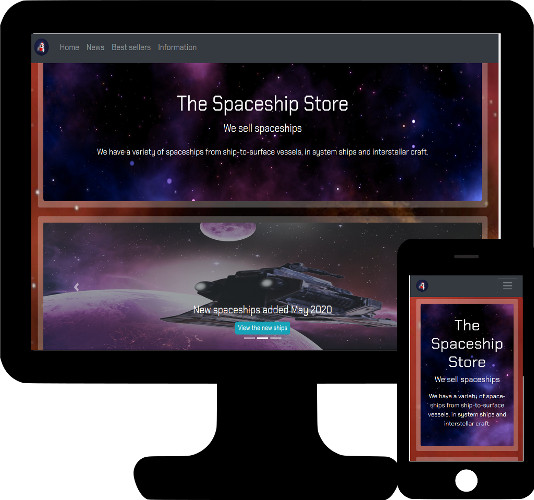 Home News Best sellers Information
The Spaceship Store
We sell spaceships
We have a variety of spaceships from ship-to-surface vessels, in system ships and interstellar craft.
New spaceships added May 2020
View the new ships
The
Spaceship
Store
We sell spaceships
We have a variety of space-
ships from ship-to-surface
vessels, in system ships and
interstellar craft.